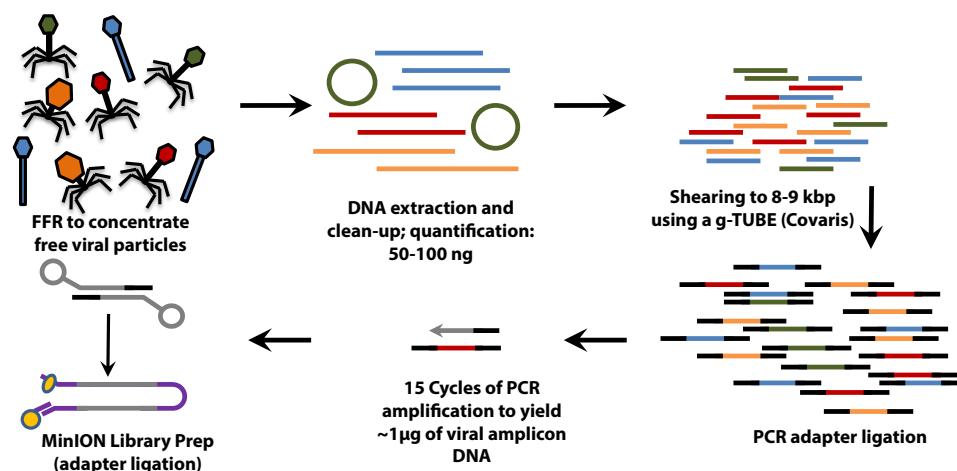 FFR to concentrate
free viral particles
DNA extraction and
clean-up; quantification:
50-100 ng
Shearing to 8-9 kbp
using a g-TUBE (Covaris)
PCR adapter ligation
15 Cycles of PCR
amplification to yield
~1µg of viral amplicon
DNA
MinION Library Prep
(adapter ligation)